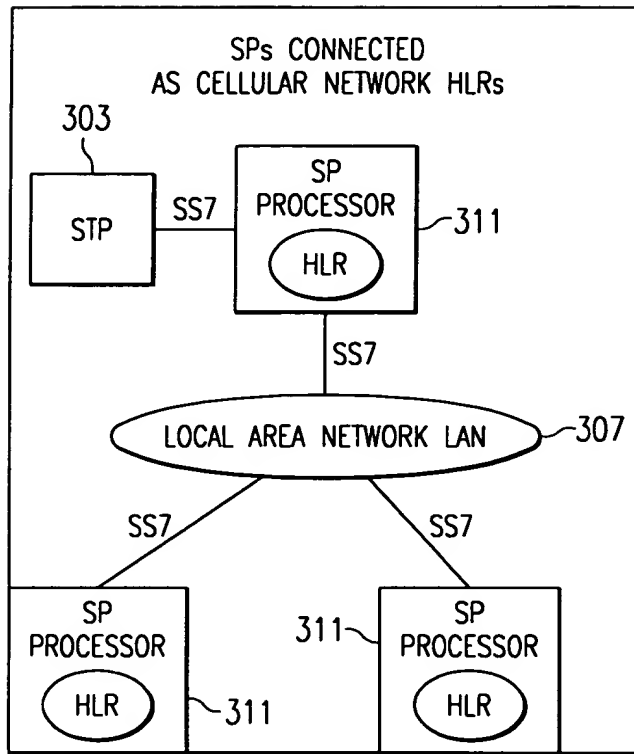 SPs CONNECTED
AS CELLULAR NETWORK HLRs
303
STP
SS7
SP
PROCESSOR
HLR
311
SS7
LOCAL AREA NETWORK LAN
307
SS7
SS7
SP
PROCESSOR
HLR
311
311
SP
PROCESSOR
HLR